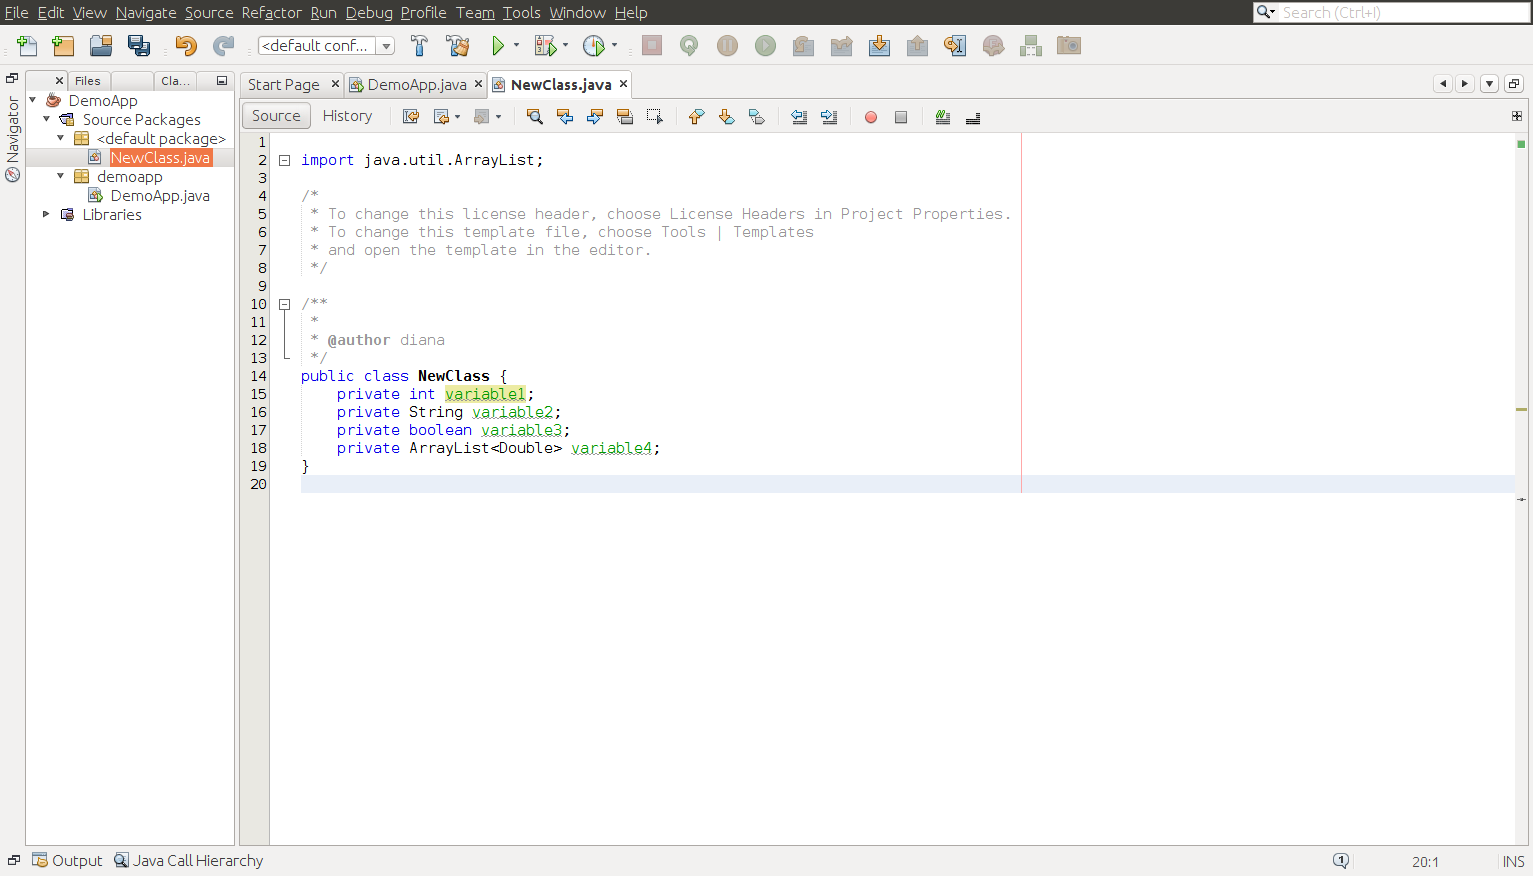 File Edit View Navigate Source Refactor Run Debug Profile Team Tools Window Help
Search (Ctrl+I)
<default conf...
Files
Cla...
Start Page
DemoApp.java
NewClass.java
Navigator
DemoApp
Source Packages
<default package>
NewClass.java
demoapp
DemoApp.java
Libraries
Source History
1
2 import java.util.ArrayList;
3
4 /*
5 * To change this license header, choose License Headers in Project Properties.
6 * To change this template file, choose Tools | Templates
7 * and open the template in the editor.
8 */
9
10 /**
11 *
12 * @author diana
13 */
14 public class NewClass {
15 private int variable1;
16 private String variable2;
17 private boolean variable3;
18 private ArrayList<Double> variable4;
19 }
20
Output Java Call Hierarchy
1
20:1
INS